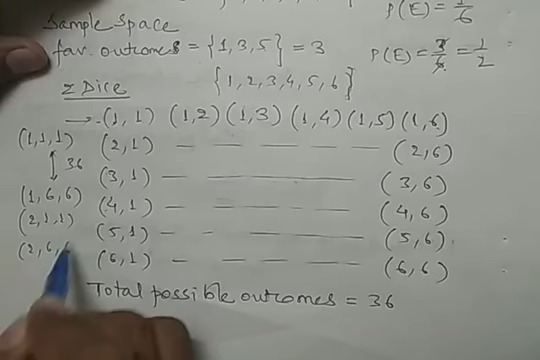 P(E) = 1/6
Sample Space
fav. outcomes = {1,3,5} = 3
P(E) = 3/6 = 1/2
{1,2,3,4,5,6}
2 Dice
→ (1,1) (1,2) (1,3) (1,4) (1,5) (1,6)
(1,1,1) (2,1) — — — — (2,6)
↕ 36 (3,1) — — — — (3,6)
(1,6,6) (4,1) — — — — (4,6)
(2,1,1) (5,1) — — — — (5,6)
(2,6, (6,1) — — — — (6,6)
Total possible outcomes = 36